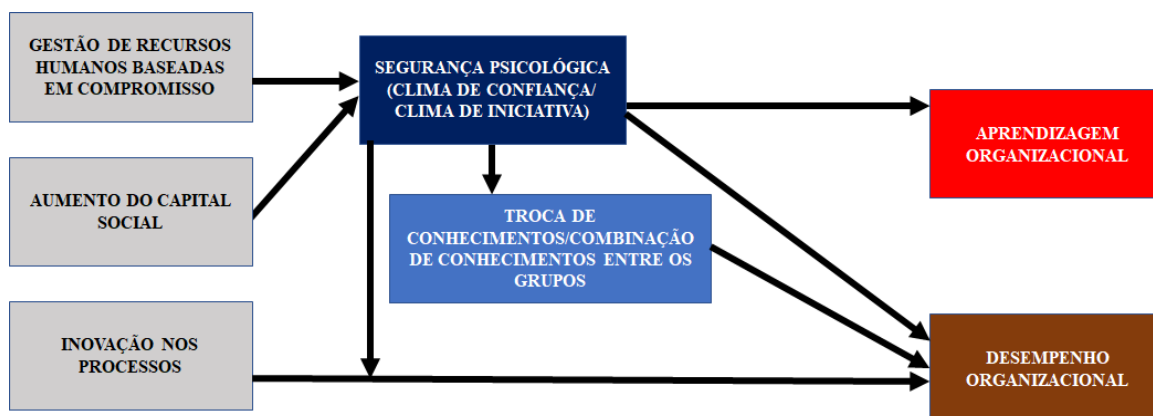 GESTÃO DE RECURSOS
HUMANOS BASEADAS
EM COMPROMISSO
SEGURANÇA PSICOLÓGICA
(CLIMA DE CONFIANÇA/
CLIMA DE INICIATIVA)
APRENDIZAGEM
ORGANIZACIONAL
AUMENTO DO CAPITAL
SOCIAL
TROCA DE
CONHECIMENTOS/COMBINAÇÃO
DE CONHECIMENTOS ENTRE OS
GRUPOS
INOVAÇÃO NOS
PROCESSOS
DESEMPENHO
ORGANIZACIONAL